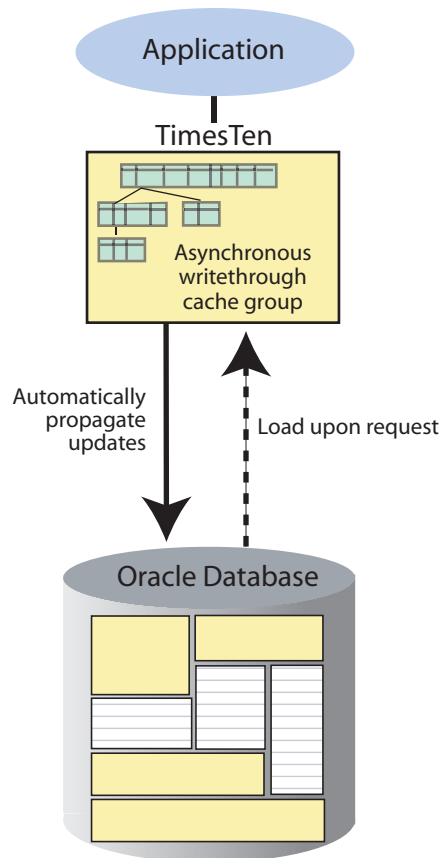 Application
TimesTen
Asynchronous
writethrough
cache group
Automatically
propagate
updates
Load upon request
Oracle Database